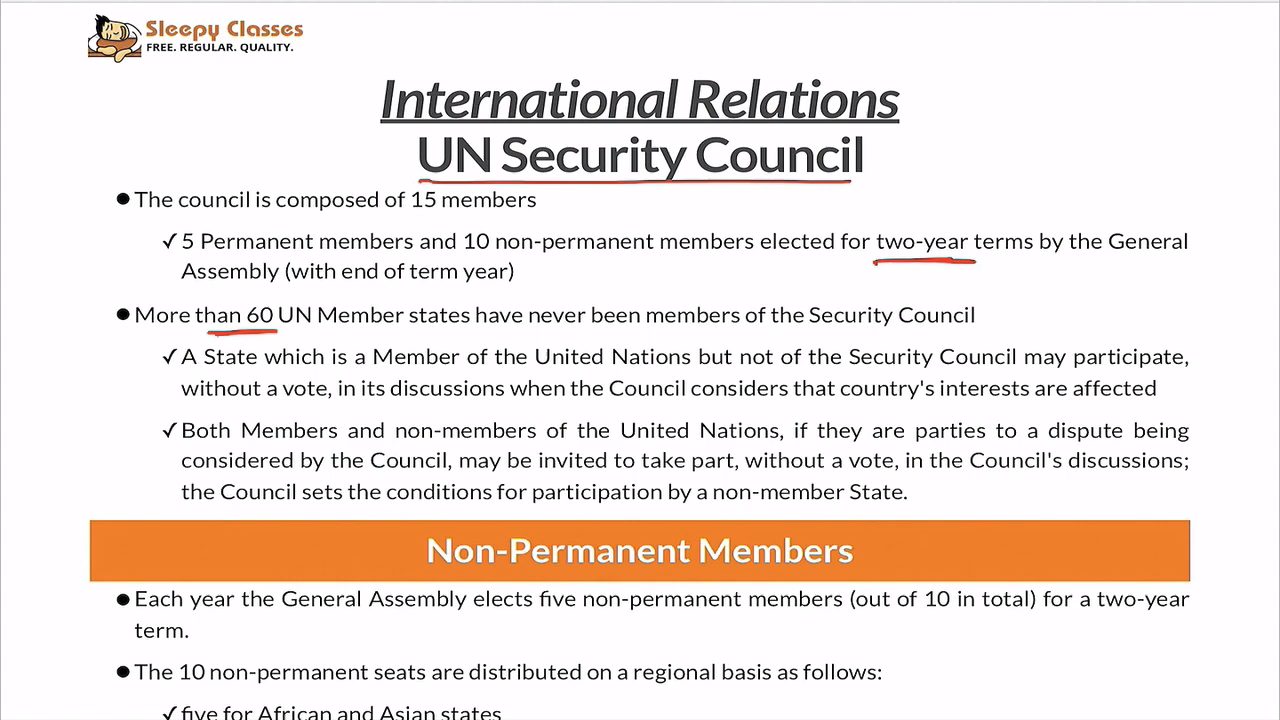 Sleepy Classes
FREE. REGULAR. QUALITY.
International Relations
UN Security Council
● The council is composed of 15 members
✓ 5 Permanent members and 10 non-permanent members elected for two-year terms by the General
Assembly (with end of term year)
● More than 60 UN Member states have never been members of the Security Council
✓ A State which is a Member of the United Nations but not of the Security Council may participate,
without a vote, in its discussions when the Council considers that country's interests are affected
✓ Both Members and non-members of the United Nations, if they are parties to a dispute being
considered by the Council, may be invited to take part, without a vote, in the Council's discussions;
the Council sets the conditions for participation by a non-member State.
Non-Permanent Members
● Each year the General Assembly elects five non-permanent members (out of 10 in total) for a two-year
term.
● The 10 non-permanent seats are distributed on a regional basis as follows:
✓ five for African and Asian states